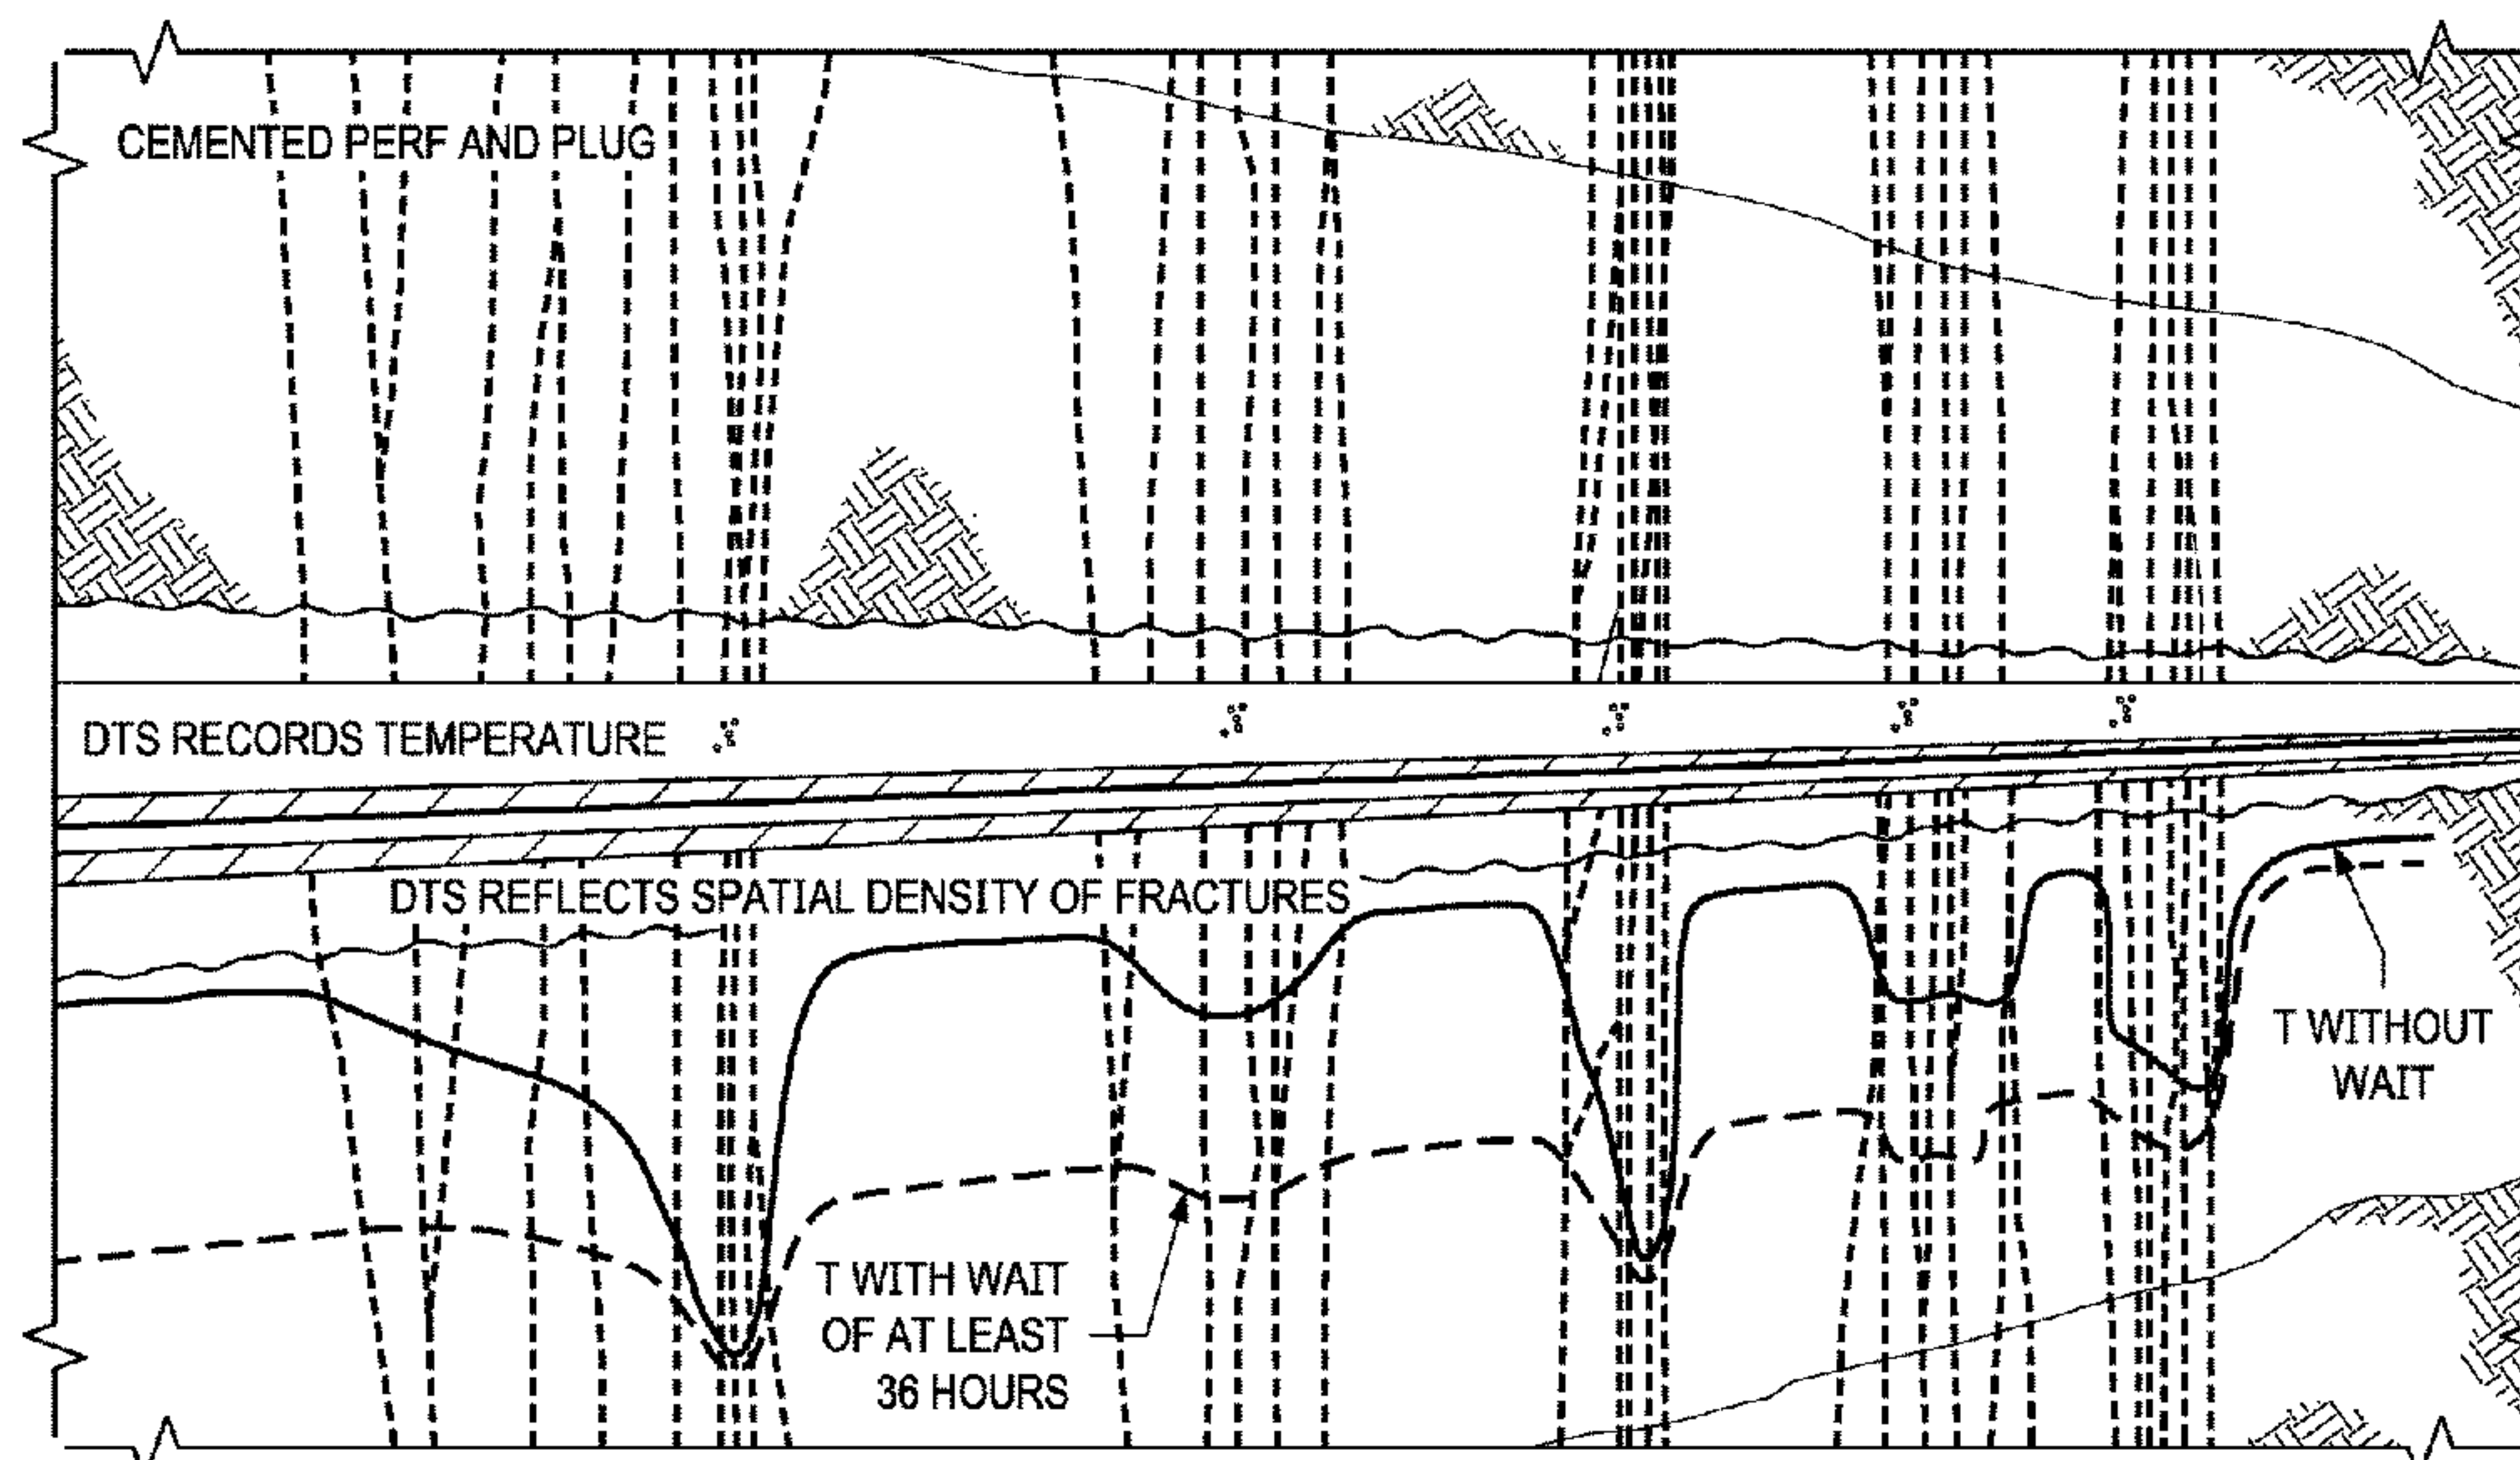 CEMENTED PERF AND PLUG
DTS RECORDS TEMPERATURE
DTS REFLECTS SPATIAL DENSITY OF FRACTURES
T WITHOUT
WAIT
T WITH WAIT
OF AT LEAST
36 HOURS